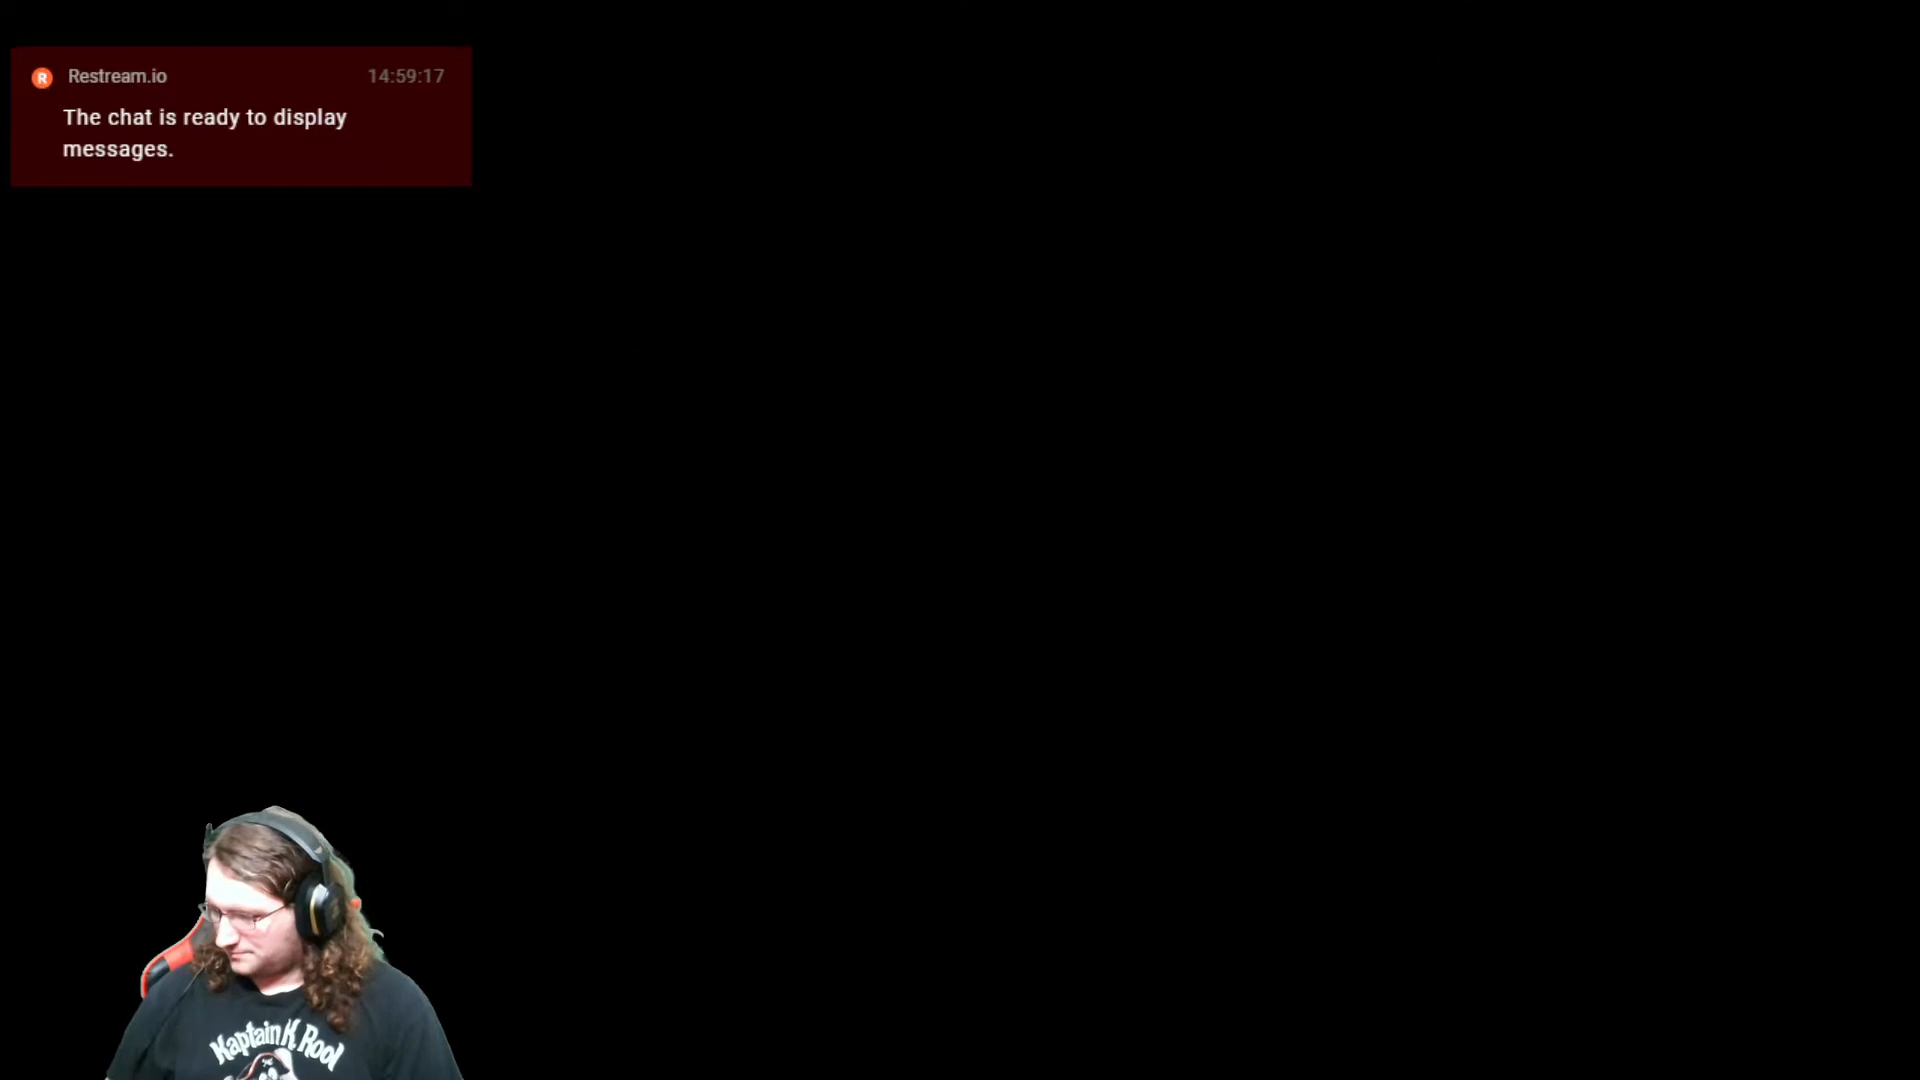 R Restream.io 14:59:17
The chat is ready to display
messages.
Kaptain K. Rool